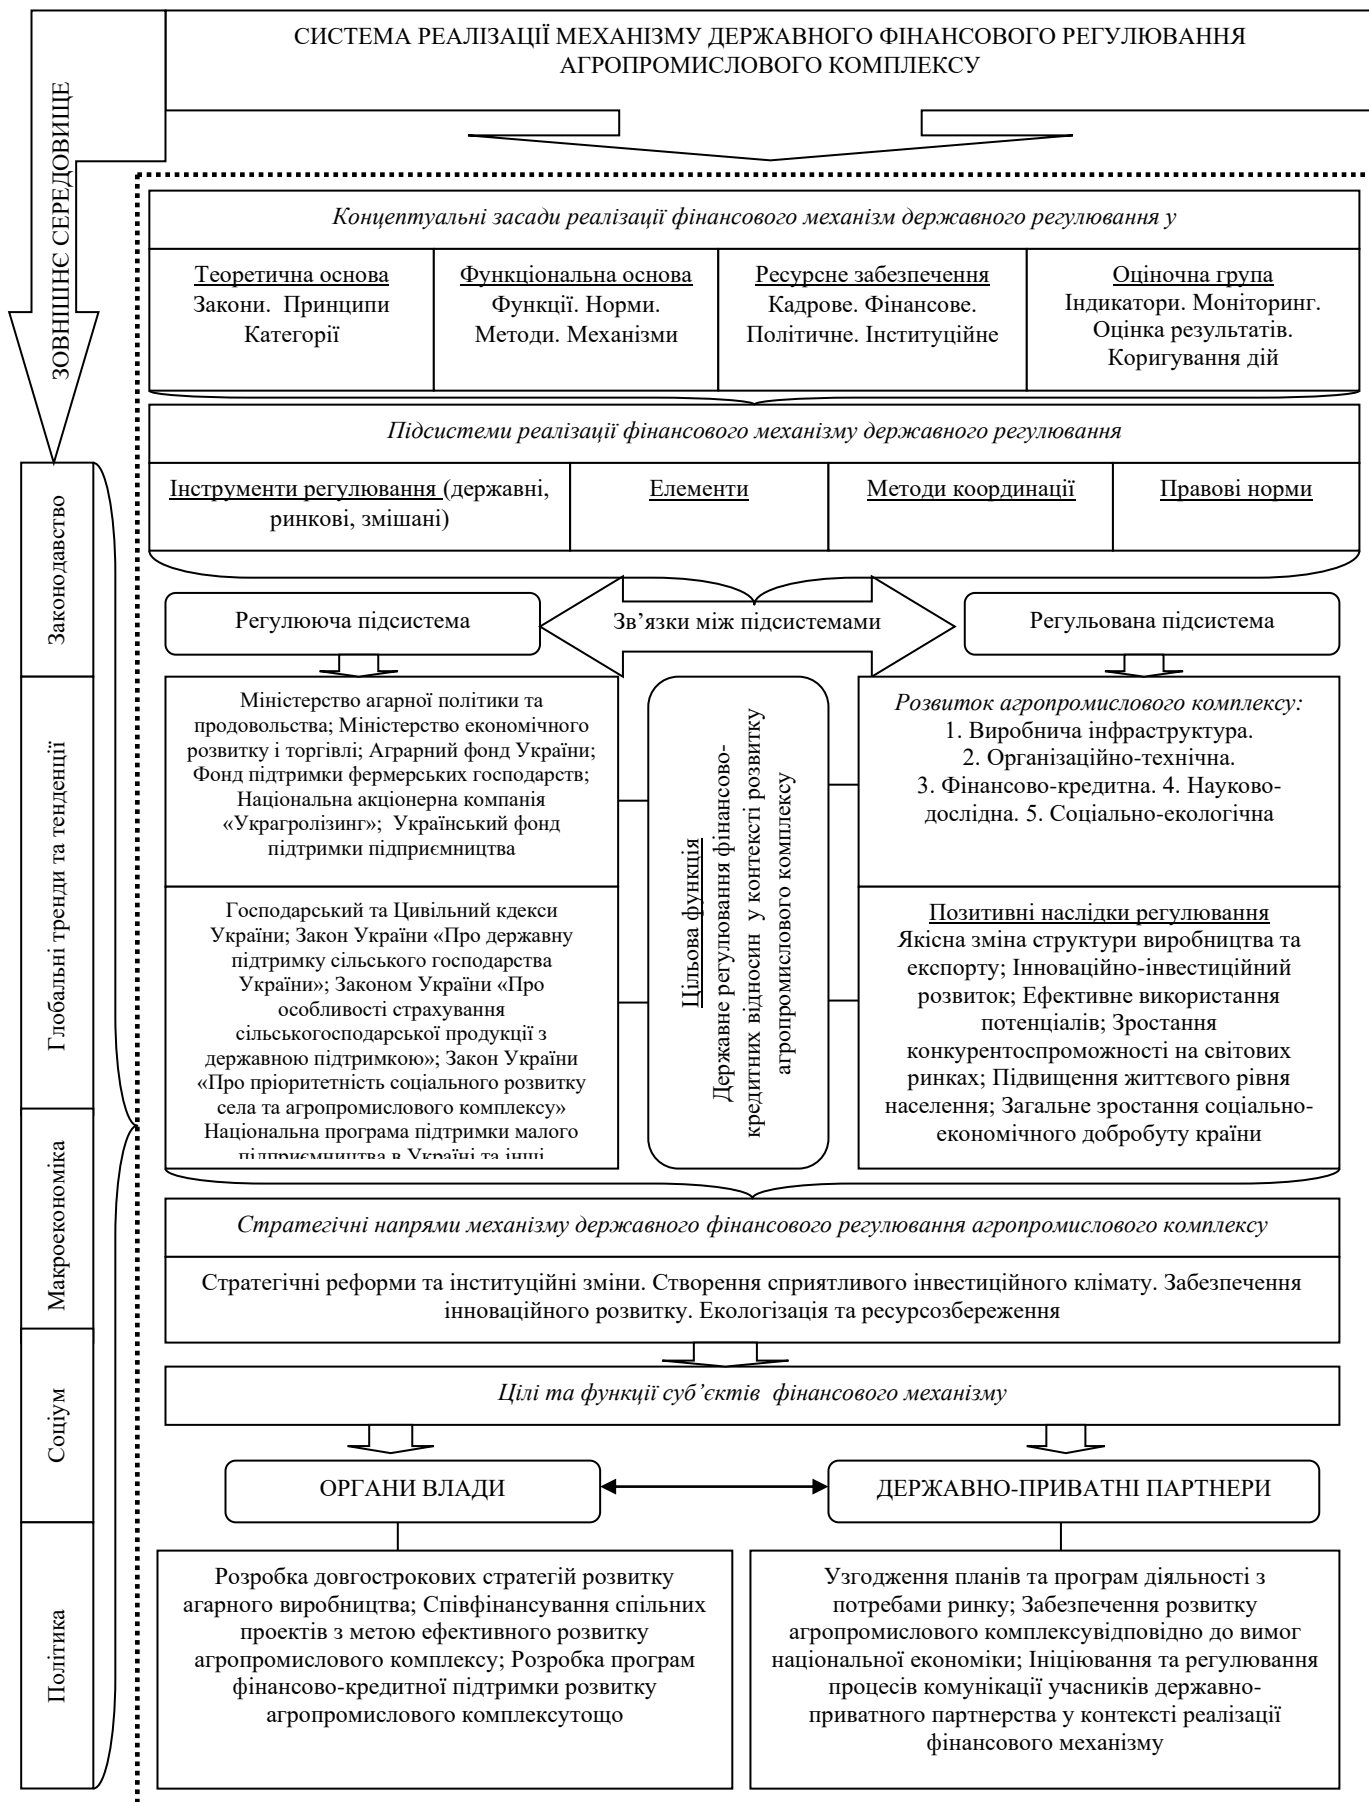 СИСТЕМА РЕАЛІЗАЦІЇ МЕХАНІЗМУ ДЕРЖАВНОГО ФІНАНСОВОГО РЕГУЛЮВАННЯ
АГРОПРОМИСЛОВОГО КОМПЛЕКСУ
ЗОВНІШНЄ СЕРЕДОВИЩЕ
Концептуальні засади реалізації фінансового механізм державного регулювання у
Теоретична основа
Закони. Принципи
Категорії
Функціональна основа
Функції. Норми.
Методи. Механізми
Ресурсне забезпечення
Кадрове. Фінансове.
Політичне. Інституційне
Оціночна група
Індикатори. Моніторинг.
Оцінка результатів.
Коригування дій
Підсистеми реалізації фінансового механізму державного регулювання
Інструменти регулювання (державні,
ринкові, змішані)
Елементи
Методи координації
Правові норми
Законодавство
Глобальні тренди та тенденції
Макроекономіка
Соціум
Політика
Регулююча підсистема
Зв’язки між підсистемами
Регульована підсистема
Міністерство агарної політики та
продовольства; Міністерство економічного
розвитку і торгівлі; Аграрний фонд України;
Фонд підтримки фермерських господарств;
Національна акціонерна компанія
«Украгролізинг»; Український фонд
підтримки підприємництва
Господарський та Цивільний кдекси
України; Закон України «Про державну
підтримку сільського господарства
України»; Законом України «Про
особливості страхування
сільськогосподарської продукції з
державною підтримкою»; Закон України
«Про пріоритетність соціального розвитку
села та агропромислового комплексу»
Національна програма підтримки малого
підприємництва в Україні та інші
Цільова функція
Державне регулювання фінансово-
кредитних відносин у контексті розвитку
агропромислового комплексу
Розвиток агропромислового комплексу:
1. Виробнича інфраструктура.
2. Організаційно-технічна.
3. Фінансово-кредитна. 4. Науково-
дослідна. 5. Соціально-екологічна
Позитивні наслідки регулювання
Якісна зміна структури виробництва та
експорту; Інноваційно-інвестиційний
розвиток; Ефективне використання
потенціалів; Зростання
конкурентоспроможності на світових
ринках; Підвищення життєвого рівня
населення; Загальне зростання соціально-
економічного добробуту країни
Стратегічні напрями механізму державного фінансового регулювання агропромислового комплексу
Стратегічні реформи та інституційні зміни. Створення сприятливого інвестиційного клімату. Забезпечення
інноваційного розвитку. Екологізація та ресурсозбереження
Цілі та функції суб’єктів фінансового механізму
ОРГАНИ ВЛАДИ
ДЕРЖАВНО-ПРИВАТНІ ПАРТНЕРИ
Розробка довгострокових стратегій розвитку
агарного виробництва; Співфінансування спільних
проектів з метою ефективного розвитку
агропромислового комплексу; Розробка програм
фінансово-кредитної підтримки розвитку
агропромислового комплексутощо
Узгодження планів та програм діяльності з
потребами ринку; Забезпечення розвитку
агропромислового комплексувідповідно до вимог
національної економіки; Ініціювання та регулювання
процесів комунікації учасників державно-
приватного партнерства у контексті реалізації
фінансового механізму